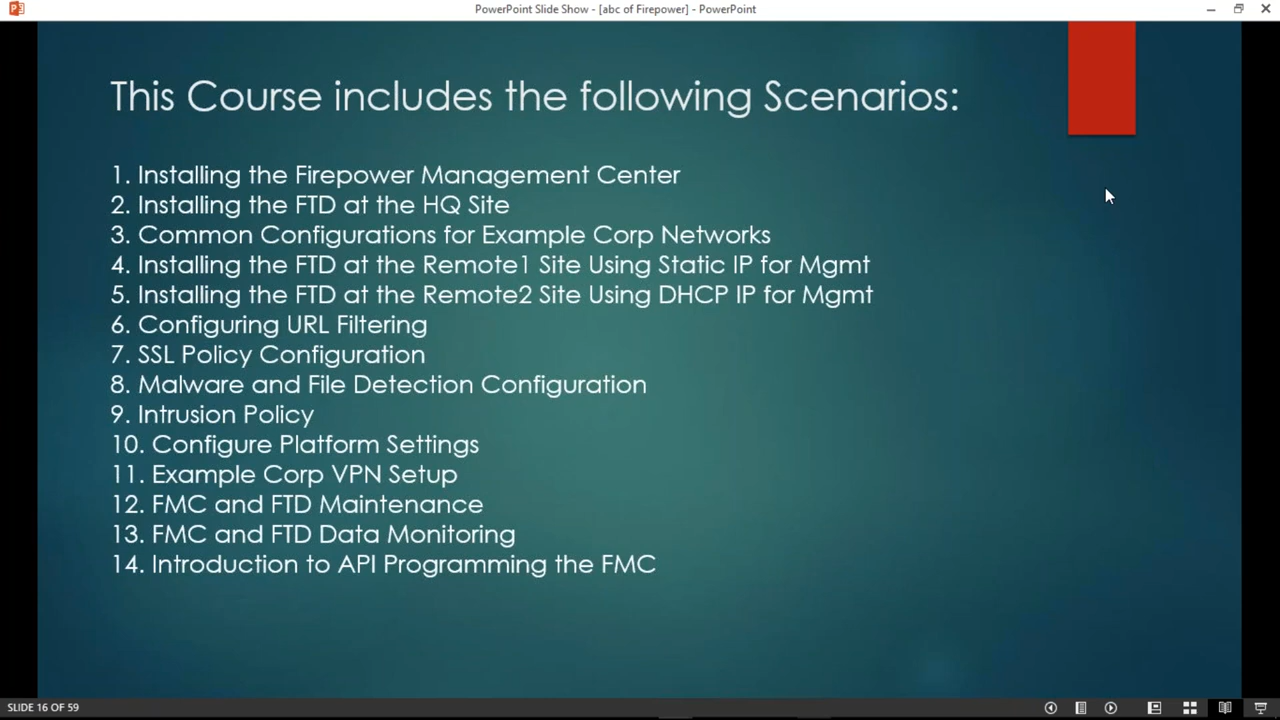 PowerPoint Slide Show - [abc of Firepower] - PowerPoint
This Course includes the following Scenarios:
1. Installing the Firepower Management Center
2. Installing the FTD at the HQ Site
3. Common Configurations for Example Corp Networks
4. Installing the FTD at the Remote1 Site Using Static IP for Mgmt
5. Installing the FTD at the Remote2 Site Using DHCP IP for Mgmt
6. Configuring URL Filtering
7. SSL Policy Configuration
8. Malware and File Detection Configuration
9. Intrusion Policy
10. Configure Platform Settings
11. Example Corp VPN Setup
12. FMC and FTD Maintenance
13. FMC and FTD Data Monitoring
14. Introduction to API Programming the FMC
SLIDE 16 OF 59